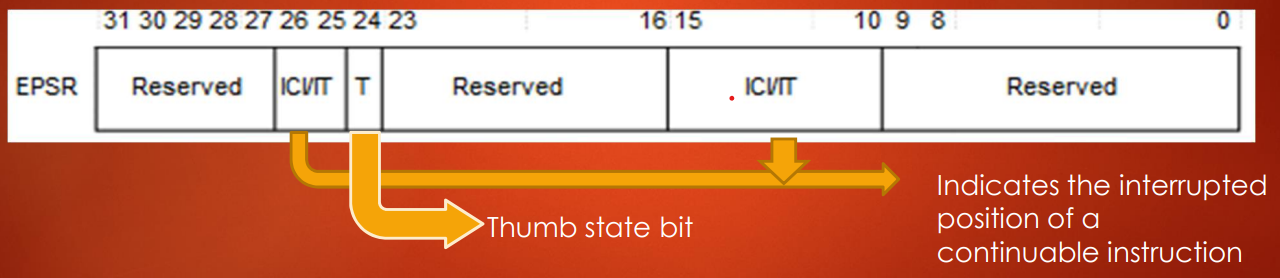 31 30 29 28 27 26 25 24 23 16 15 10 9 8 0
EPSR Reserved ICI/IT T Reserved ICI/IT Reserved
Indicates the interrupted
position of a
continuable instruction
Thumb state bit